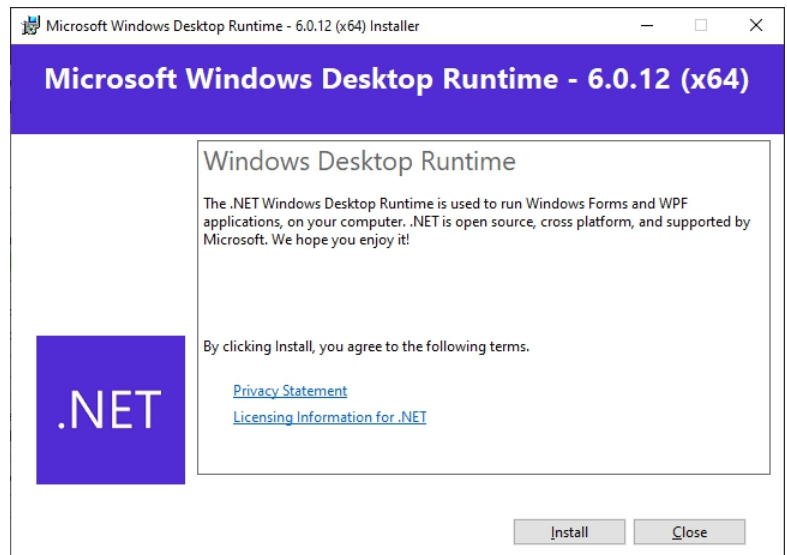 Microsoft Windows Desktop Runtime - 6.0.12 (x64) Installer
Microsoft Windows Desktop Runtime - 6.0.12 (x64)
Windows Desktop Runtime
The .NET Windows Desktop Runtime is used to run Windows Forms and WPF
applications, on your computer. .NET is open source, cross platform, and supported by
Microsoft. We hope you enjoy it!
By clicking Install, you agree to the following terms.
Privacy Statement
Licensing Information for .NET
.NET
Install
Close